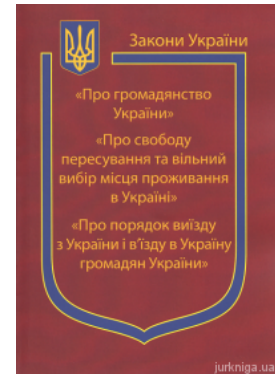 Закони України
«Про громадянство
України»
«Про свободу
пересування та вільний
вибір місця проживання
в Україні»
«Про порядок виїзду
з України і в'їзду в Україну
громадян України»
jurkniga.ua